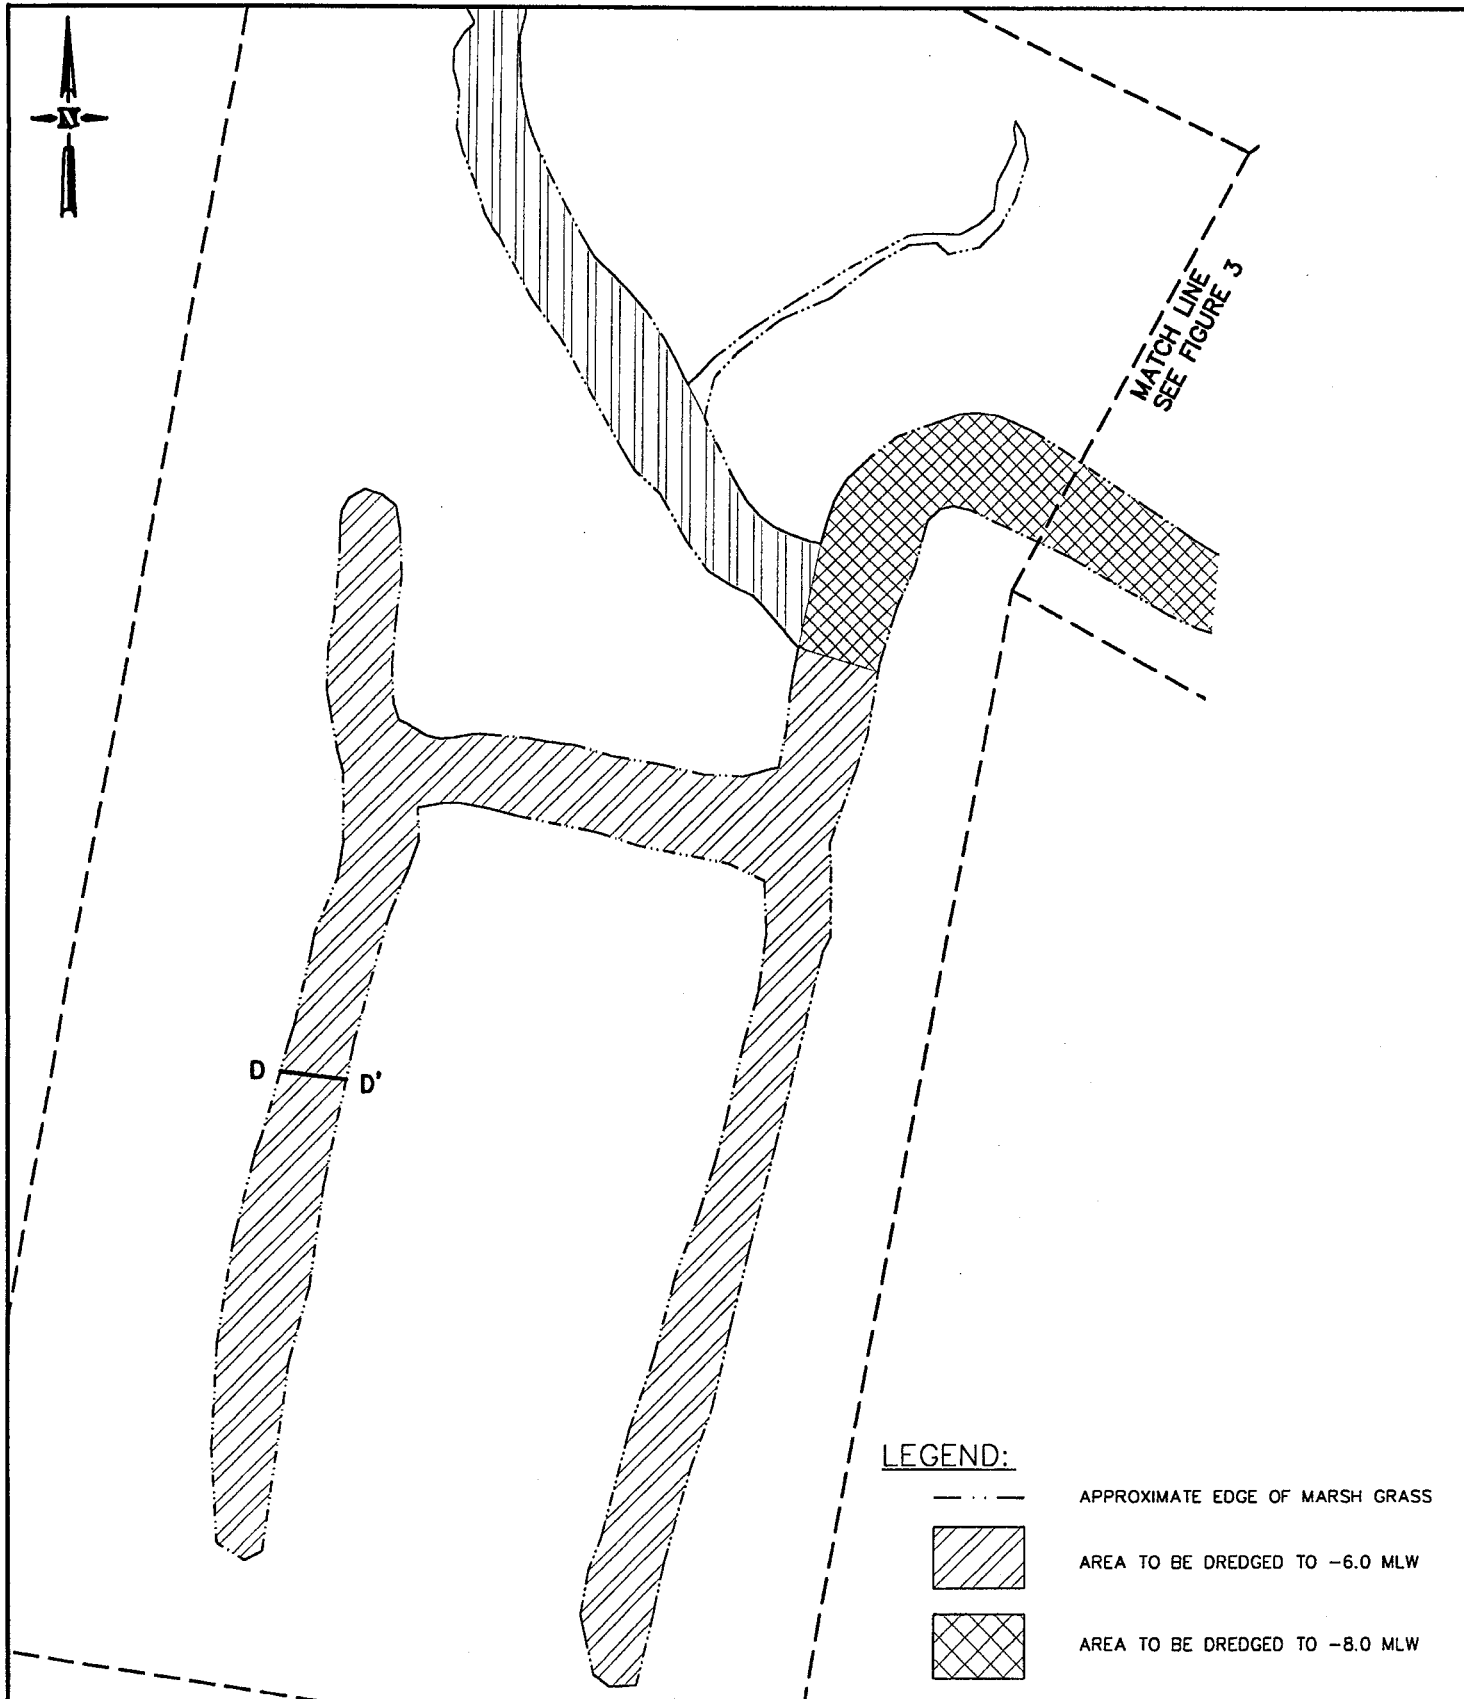 N
MATCH LINE
SEE FIGURE 3
D
D'
LEGEND:
APPROXIMATE EDGE OF MARSH GRASS
AREA TO BE DREDGED TO -6.0 MLW
AREA TO BE DREDGED TO -8.0 MLW